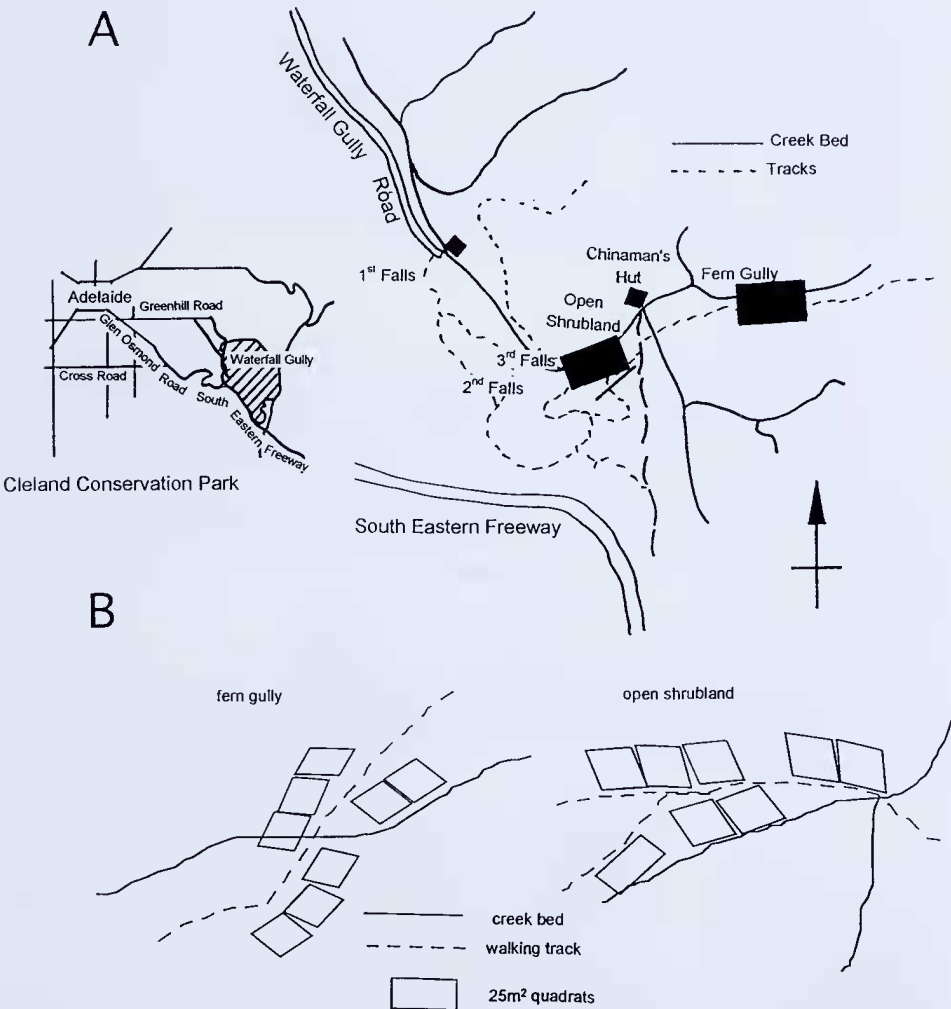 A
Waterfall Gully
Road
Creek Bed
Tracks
1st Falls
Chinaman's
Hut
Fern Gully
Open
Shrubland
3rd Falls
2nd Falls
Adelaide
Greenhill Road
Glen Osmond Road
Waterfall Gully
Cross Road
South Eastern Freeway
Cleland Conservation Park
South Eastern Freeway
B
fern gully
open shrubland
creek bed
walking track
25m² quadrats